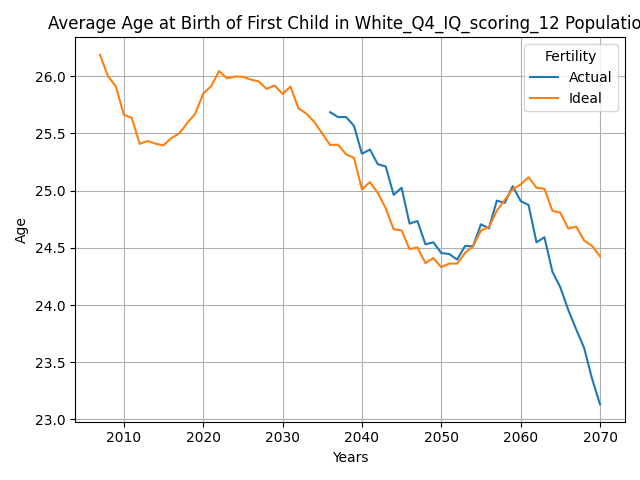 Average Age at Birth of First Child in White_Q4_IQ_scoring_12 Populatio
Fertility
Actual
Ideal
Age
26.0
25.5
25.0
24.5
24.0
23.5
23.0
2010 2020 2030 2040 2050 2060 2070
Years